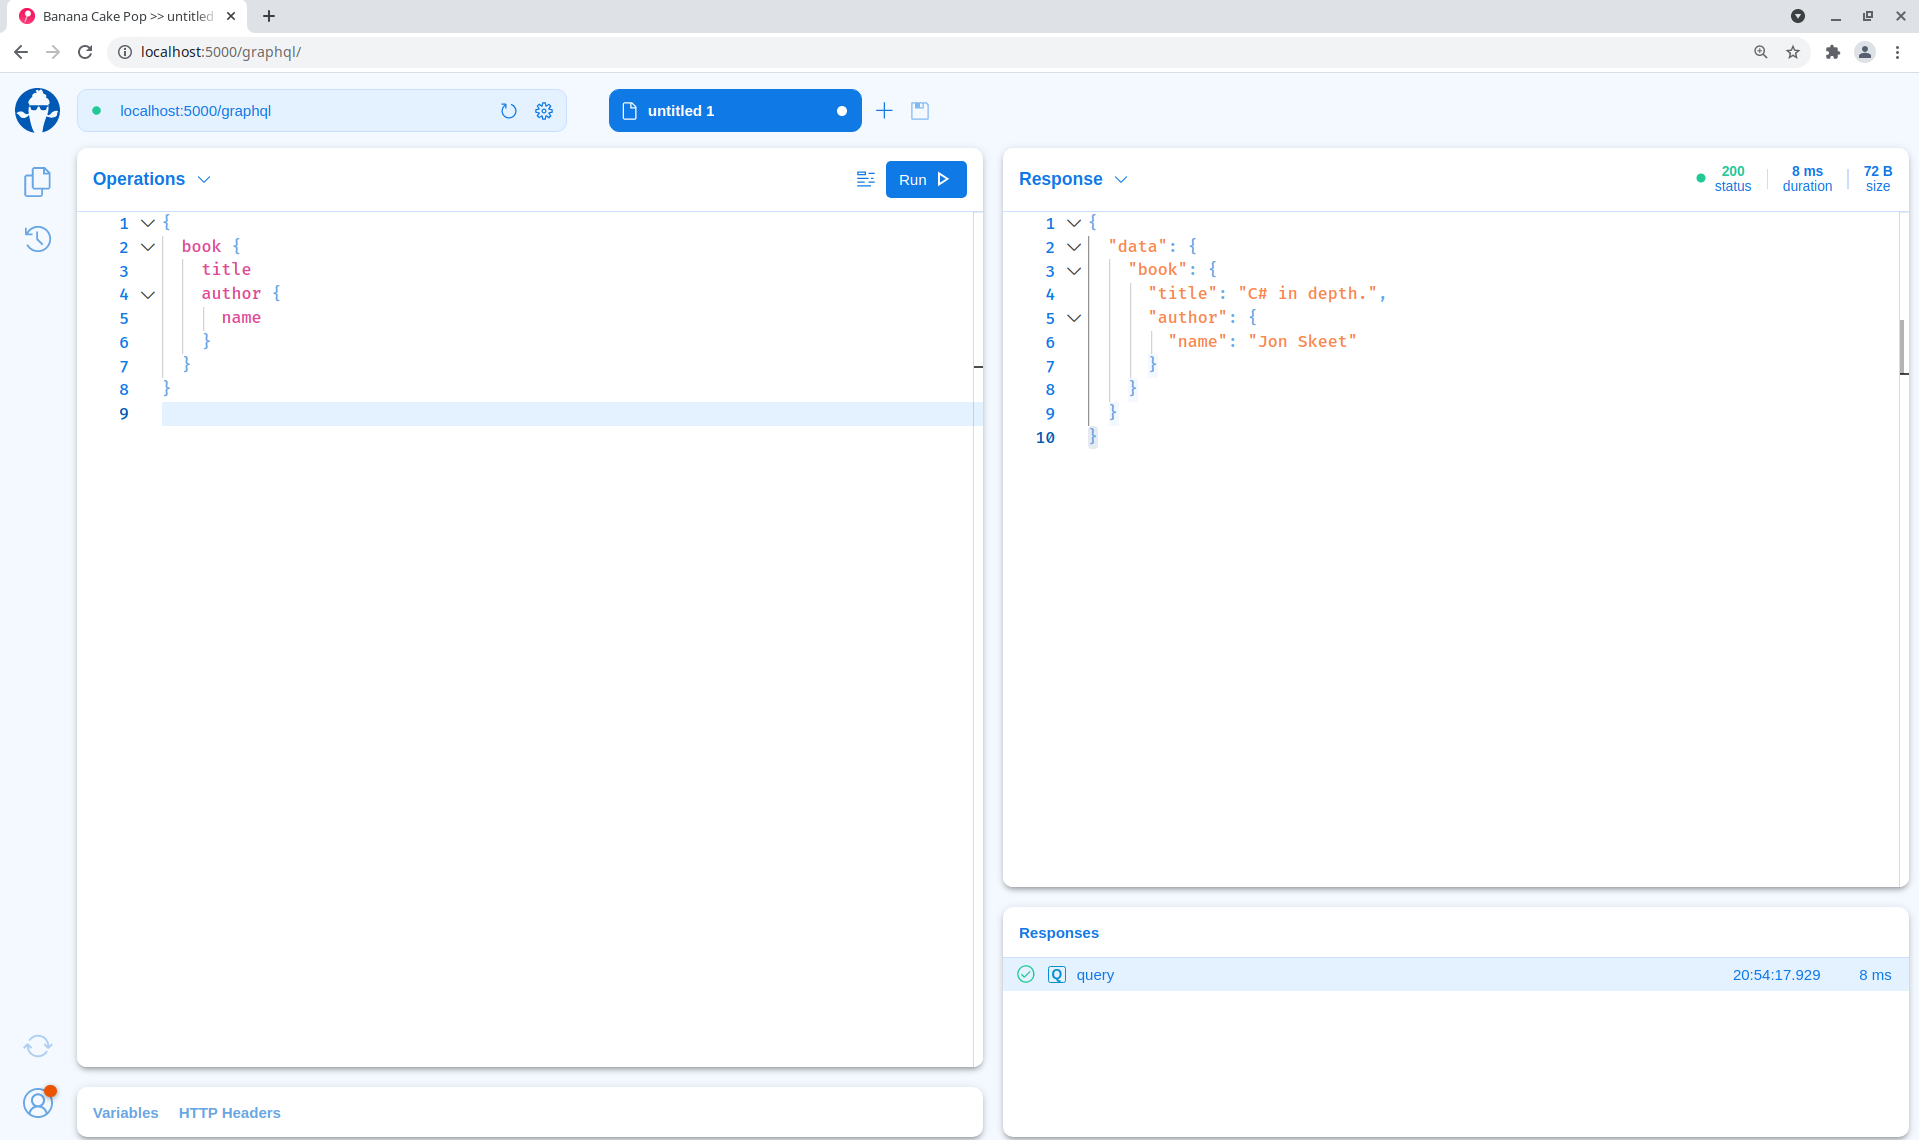 Banana Cake Pop >> untitled
localhost:5000/graphql/
localhost:5000/graphql
untitled 1
Operations
Run
1 {
2 book {
3 title
4 author {
5 name
6 }
7 }
8 }
9
Variables HTTP Headers
Response
200 status
8 ms duration
72 B size
1 {
2 "data": {
3 "book": {
4 "title": "C# in depth.",
5 "author": {
6 "name": "Jon Skeet"
7 }
8 }
9 }
10 }
Responses
Q query 20:54:17.929 8 ms